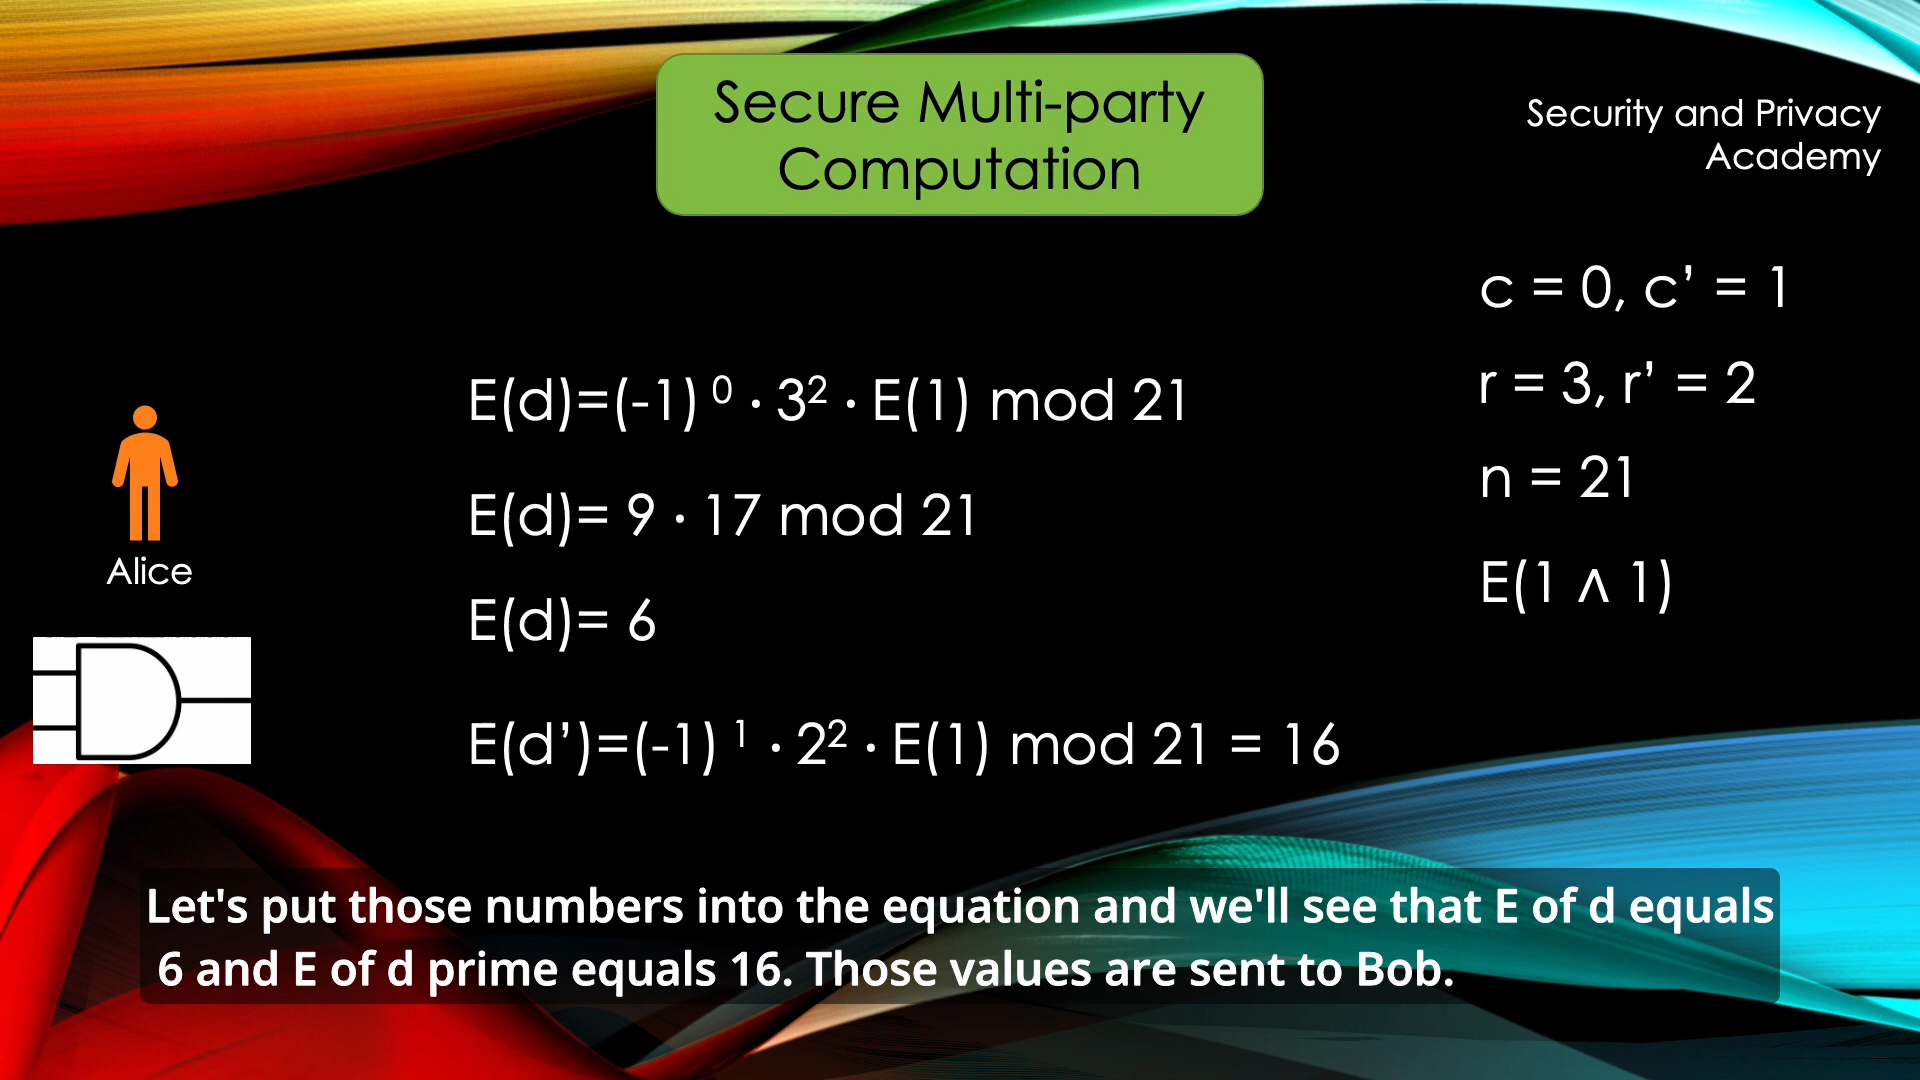 Secure Multi-party
Computation
Security and Privacy
Academy
c = 0, c’ = 1
r = 3, r’ = 2
n = 21
E(1 ∧ 1)
E(d)=(-1)⁰ · 3² · E(1) mod 21
E(d)= 9 · 17 mod 21
E(d)= 6
E(d’)=(-1)¹ · 2² · E(1) mod 21 = 16
Alice
Let's put those numbers into the equation and we'll see that E of d equals
6 and E of d prime equals 16. Those values are sent to Bob.